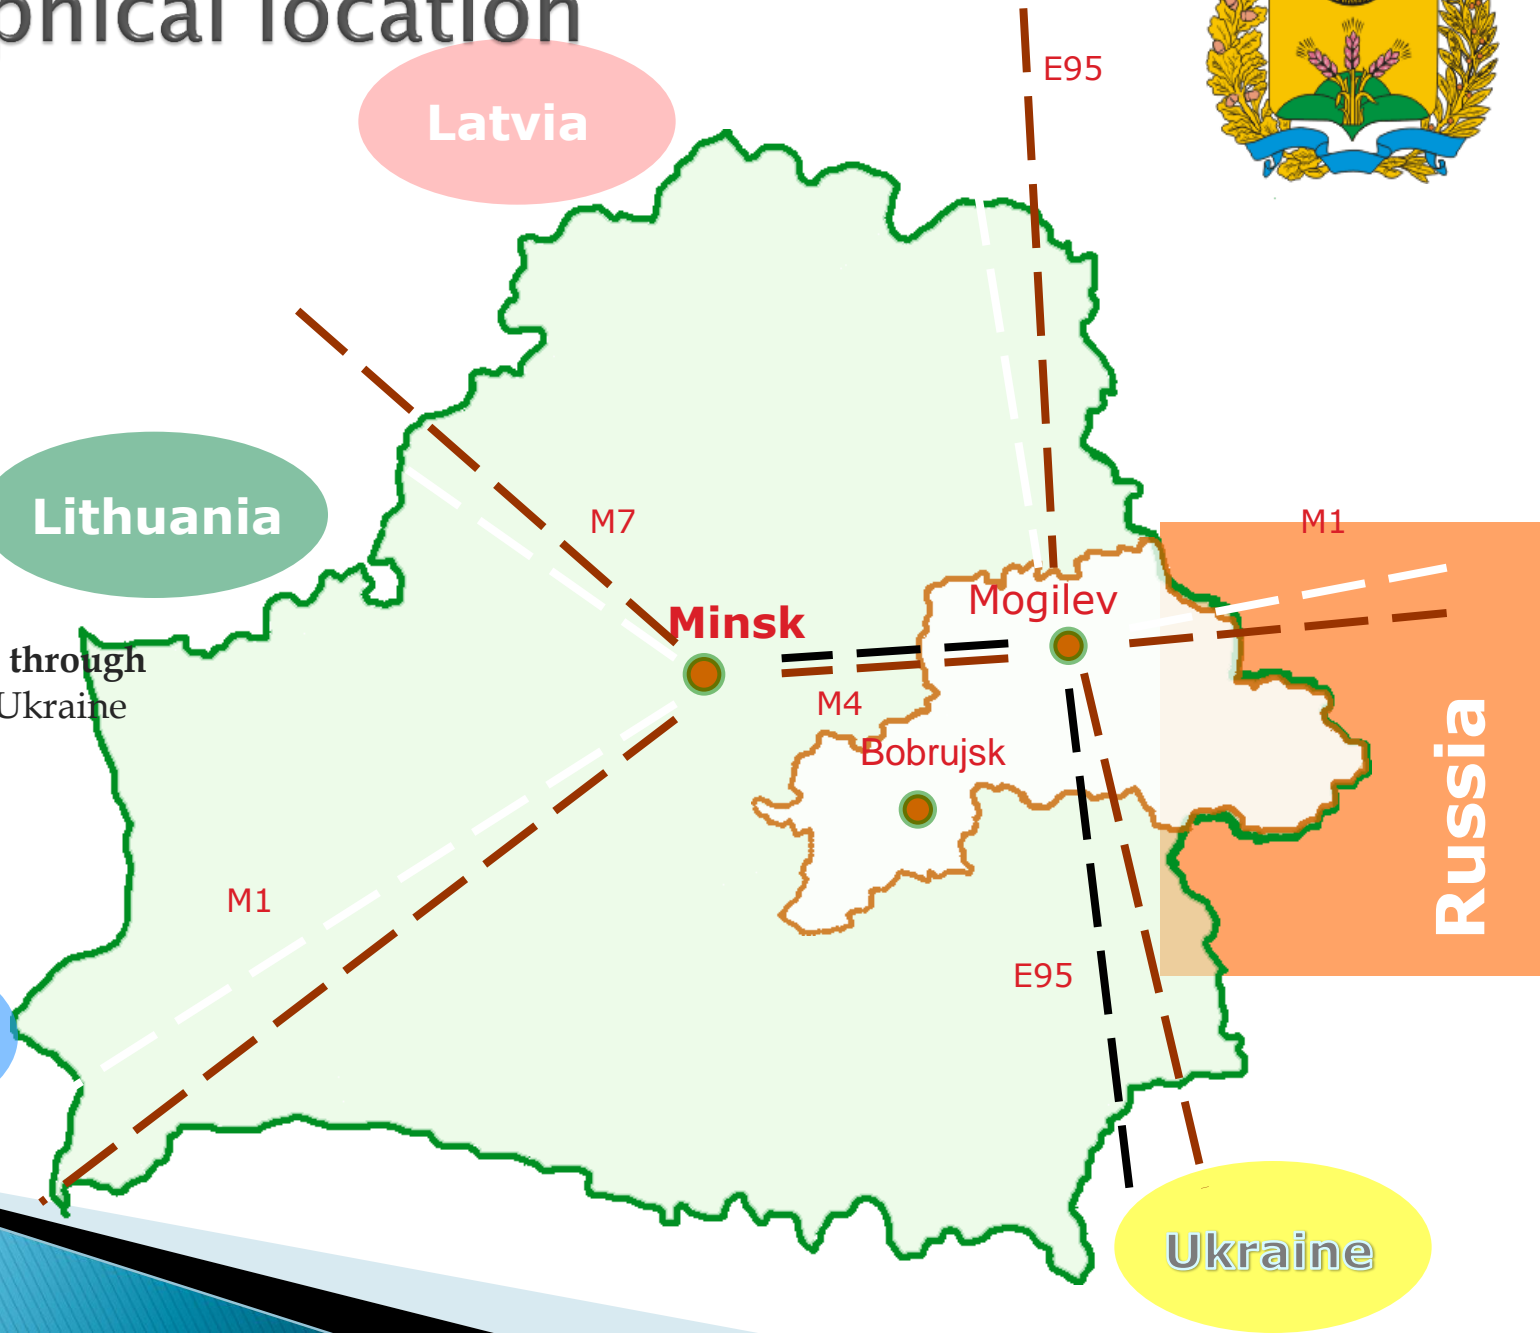 phical location
E95
Latvia
Lithuania
M7
M1
Minsk
Mogilev
through
Ukraine
M4
Bobrujsk
Russia
M1
E95
Ukraine